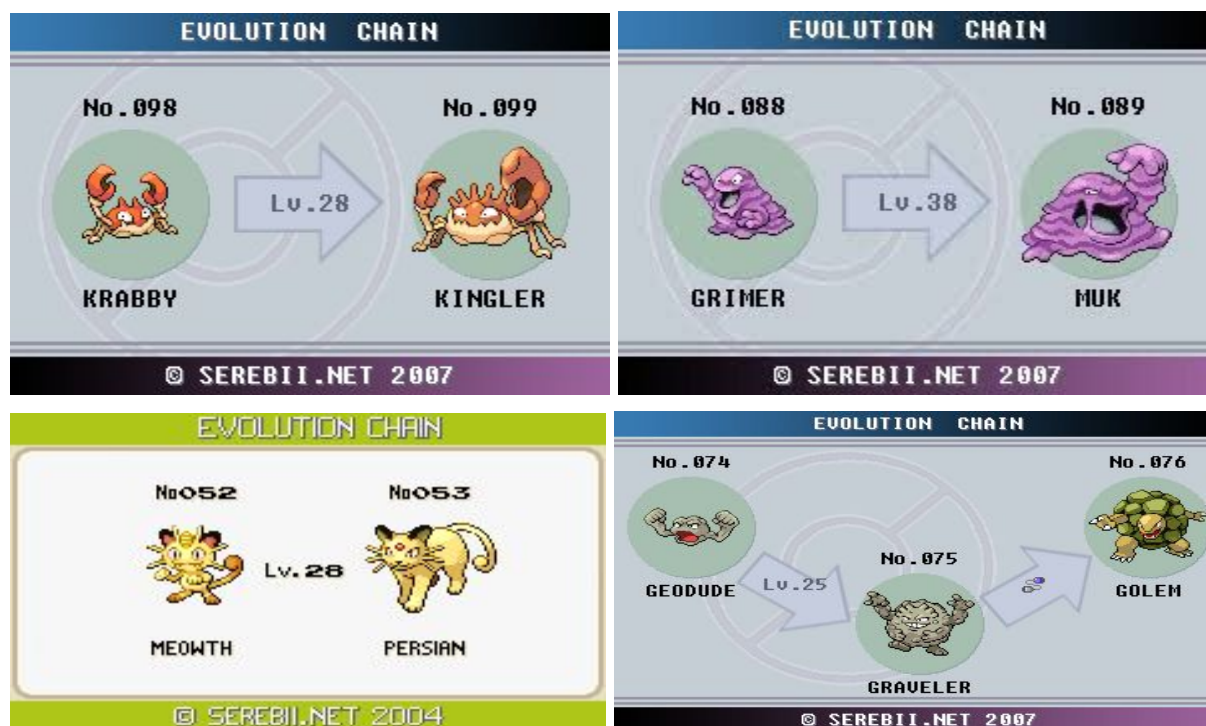 EVOLUTION CHAIN
No.098 No.099
Lv.28
KRABBY KINGLER
© SEREBII.NET 2007
EVOLUTION CHAIN
No.088 No.089
Lv.38
GRIMER MUK
© SEREBII.NET 2007
EVOLUTION CHAIN
No052 No053
Lv.28
MEOWTH PERSIAN
© SEREBII.NET 2004
EVOLUTION CHAIN
No.074 No.076
No.075
GEODUDE Lv.25 GOLEM
GRAVELER
© SEREBII.NET 2007